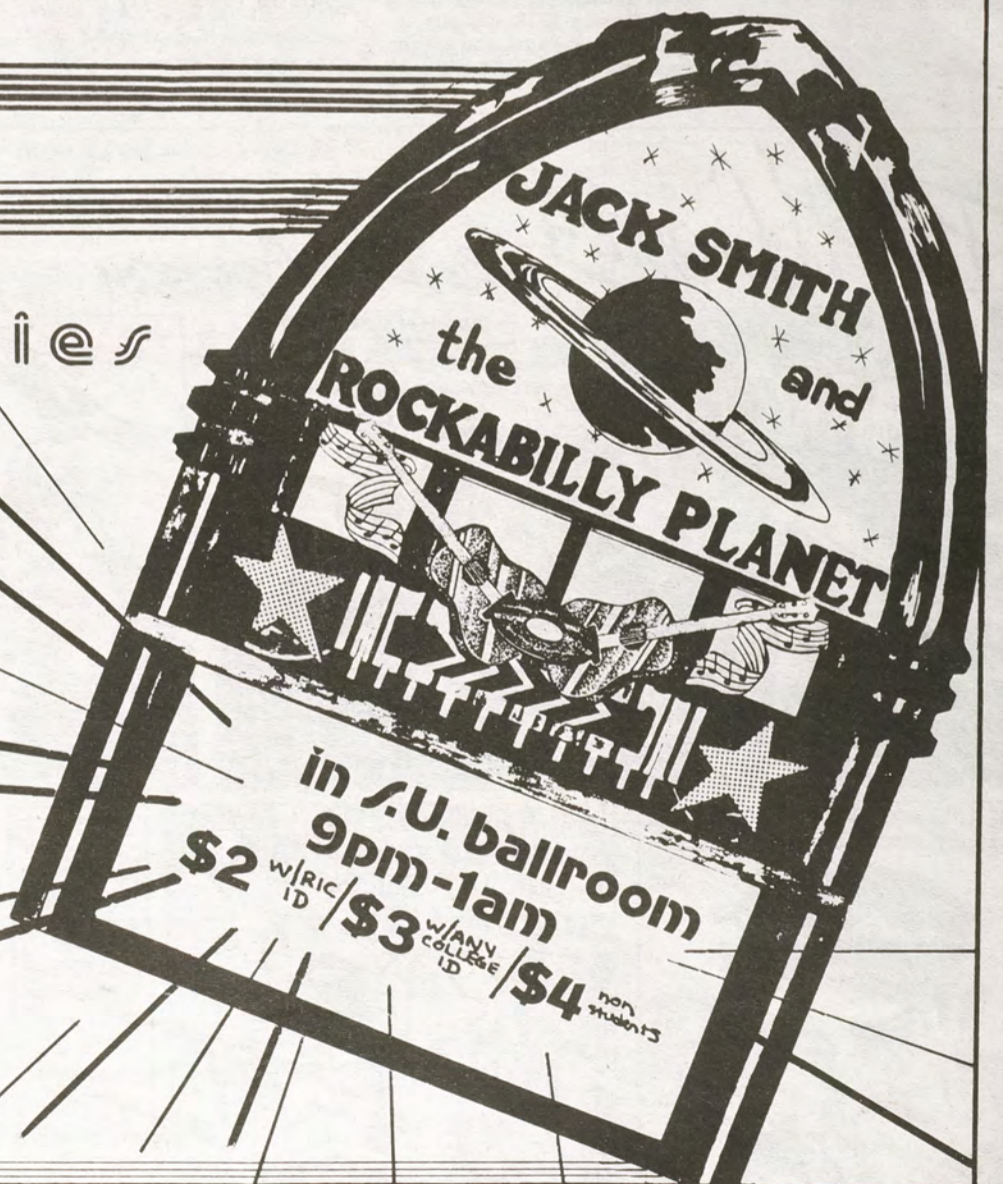 ies
JACK SMITH
and
the
ROCKABILLY PLANET
in S.U. ballroom
9pm-1am
$2 w/RIC ID / $3 w/ANY COLLEGE ID / $4 non students